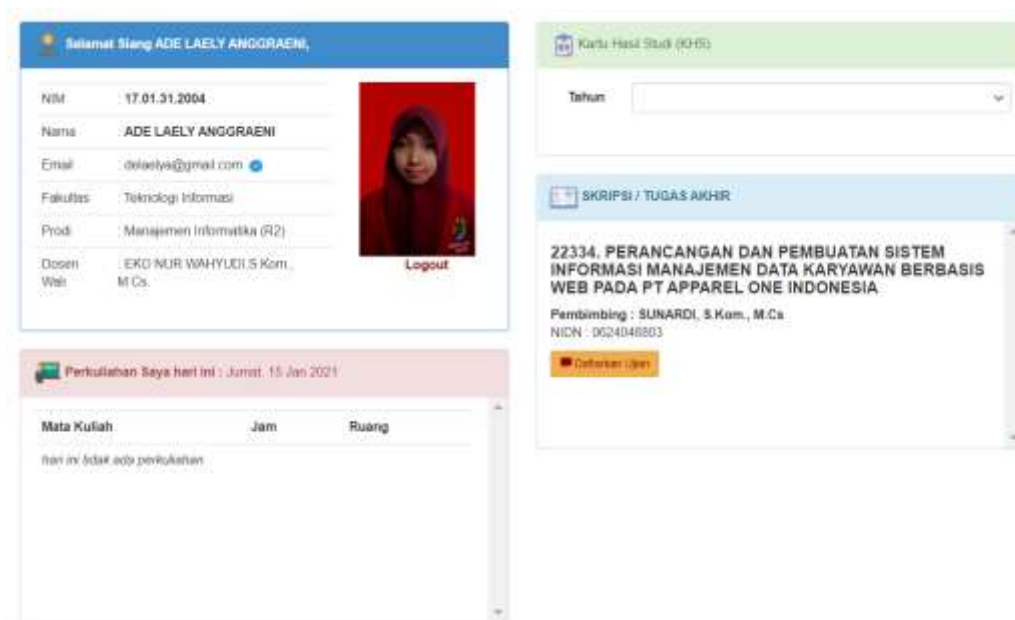 Selamat Siang ADE LAELY ANGGRAENI,
NIM : 17.01.31.2004
Nama : ADE LAELY ANGGRAENI
Email : delaelya@gmail.com
Fakultas : Teknologi Informasi
Prodi : Manajemen Informatika (R2)
Dosen : EKO NUR WAHYUDI,S.Kom.,
Wali M.Cs.
Logout
Perkuliahan Saya hari ini : Jumat, 15 Jan 2021
Mata Kuliah Jam Ruang
hari ini tidak ada perkuliahan
Kartu Hasil Studi (KHS)
Tahun
SKRIPSI / TUGAS AKHIR
22334. PERANCANGAN DAN PEMBUATAN SISTEM
INFORMASI MANAJEMEN DATA KARYAWAN BERBASIS
WEB PADA PT APPAREL ONE INDONESIA
Pembimbing : SUNARDI, S.Kom., M.Cs
NIDN : 0624046803
Daftarkan Ujian